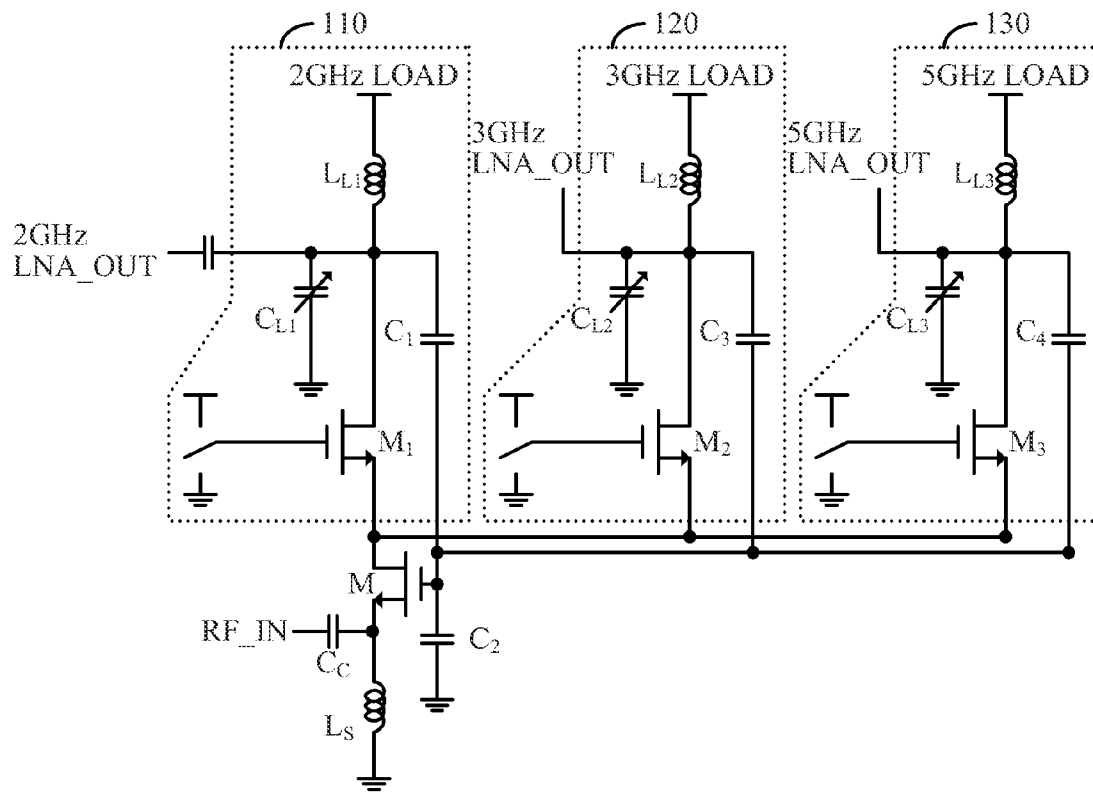 110
120
130
2GHz LOAD
3GHz LOAD
5GHz LOAD
3GHz
LNA_OUT
5GHz
LNA_OUT
L_L1
L_L2
L_L3
2GHz
LNA_OUT
C_L1
C_1
C_L2
C_3
C_L3
C_4
M_1
M_2
M_3
M
RF_IN
C_C
C_2
L_S